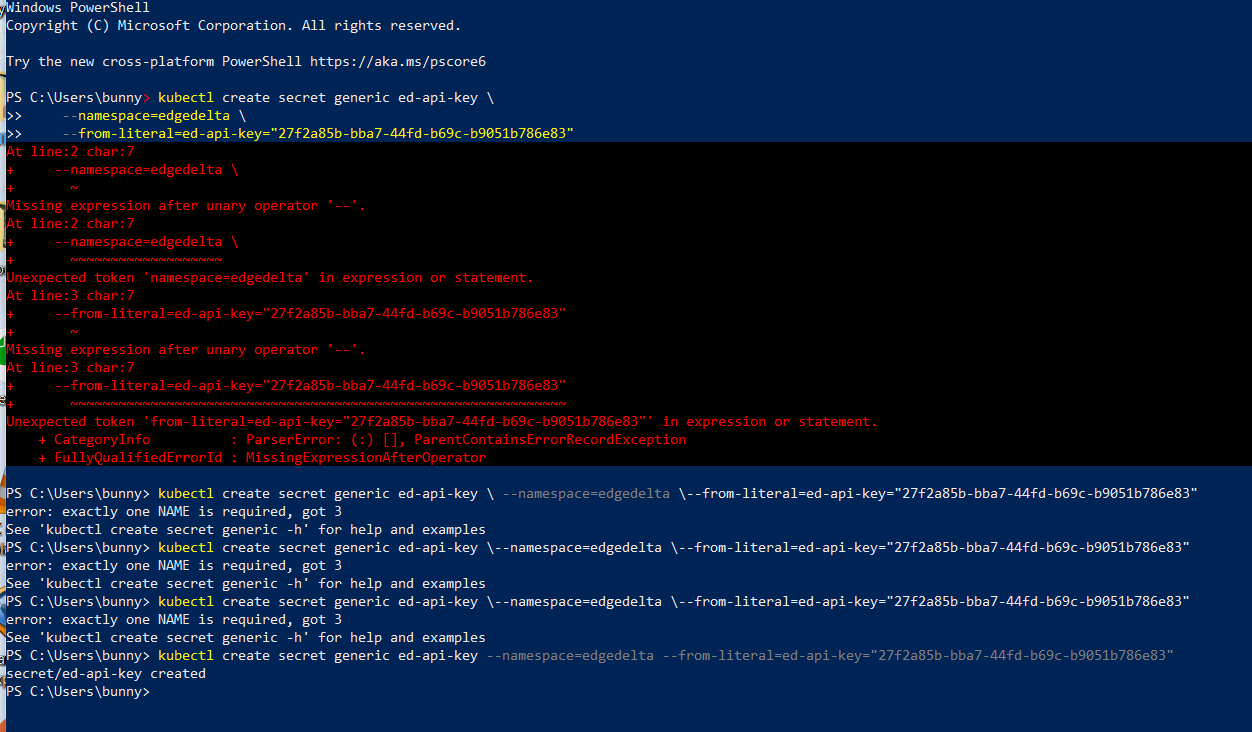 Windows PowerShell
Copyright (C) Microsoft Corporation. All rights reserved.
Try the new cross-platform PowerShell https://aka.ms/pscore6
PS C:\Users\bunny> kubectl create secret generic ed-api-key \
>>     --namespace=edgedelta \
>>     --from-literal=ed-api-key="27f2a85b-bba7-44fd-b69c-b9051b786e83"
At line:2 char:7
+     --namespace=edgedelta \
+       ~
Missing expression after unary operator '--'.
At line:2 char:7
+     --namespace=edgedelta \
+       ~~~~~~~~~~~~~~~~~~~
Unexpected token 'namespace=edgedelta' in expression or statement.
At line:3 char:7
+     --from-literal=ed-api-key="27f2a85b-bba7-44fd-b69c-b9051b786e83"
+       ~
Missing expression after unary operator '--'.
At line:3 char:7
+     --from-literal=ed-api-key="27f2a85b-bba7-44fd-b69c-b9051b786e83"
+       ~~~~~~~~~~~~~~~~~~~~~~~~~~~~~~~~~~~~~~~~~~~~~~~~~~~~~~~~~~~~~~
Unexpected token 'from-literal=ed-api-key="27f2a85b-bba7-44fd-b69c-b9051b786e83"' in expression or statement.
    + CategoryInfo          : ParserError: (:) [], ParentContainsErrorRecordException
    + FullyQualifiedErrorId : MissingExpressionAfterOperator
PS C:\Users\bunny> kubectl create secret generic ed-api-key \ --namespace=edgedelta \--from-literal=ed-api-key="27f2a85b-bba7-44fd-b69c-b9051b786e83"
error: exactly one NAME is required, got 3
See 'kubectl create secret generic -h' for help and examples
PS C:\Users\bunny> kubectl create secret generic ed-api-key \--namespace=edgedelta \--from-literal=ed-api-key="27f2a85b-bba7-44fd-b69c-b9051b786e83"
error: exactly one NAME is required, got 3
See 'kubectl create secret generic -h' for help and examples
PS C:\Users\bunny> kubectl create secret generic ed-api-key \--namespace=edgedelta \--from-literal=ed-api-key="27f2a85b-bba7-44fd-b69c-b9051b786e83"
error: exactly one NAME is required, got 3
See 'kubectl create secret generic -h' for help and examples
PS C:\Users\bunny> kubectl create secret generic ed-api-key --namespace=edgedelta --from-literal=ed-api-key="27f2a85b-bba7-44fd-b69c-b9051b786e83"
secret/ed-api-key created
PS C:\Users\bunny>